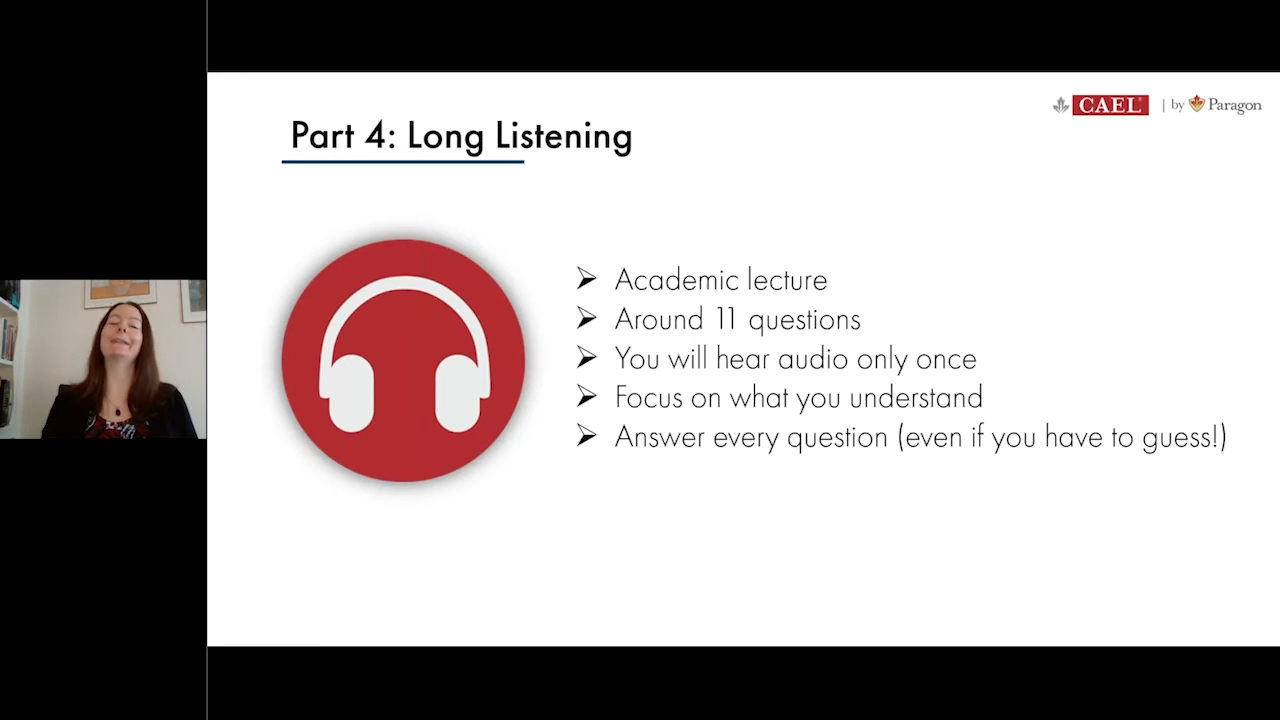 CAEL | by Paragon
Part 4: Long Listening
➢ Academic lecture
➢ Around 11 questions
➢ You will hear audio only once
➢ Focus on what you understand
➢ Answer every question (even if you have to guess!)